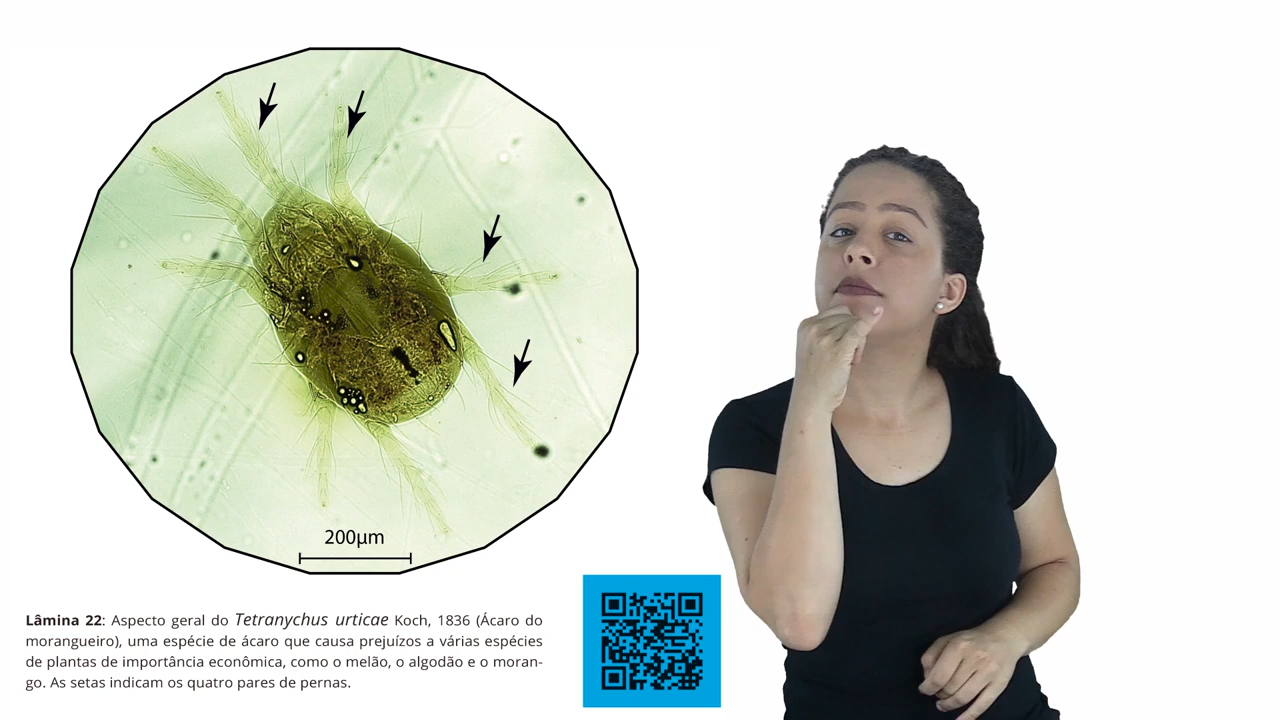 200µm
Lâmina 22: Aspecto geral do Tetranychus urticae Koch, 1836 (Ácaro do
morangueiro), uma espécie de ácaro que causa prejuízos a várias espécies
de plantas de importância econômica, como o melão, o algodão e o moran-
go. As setas indicam os quatro pares de pernas.